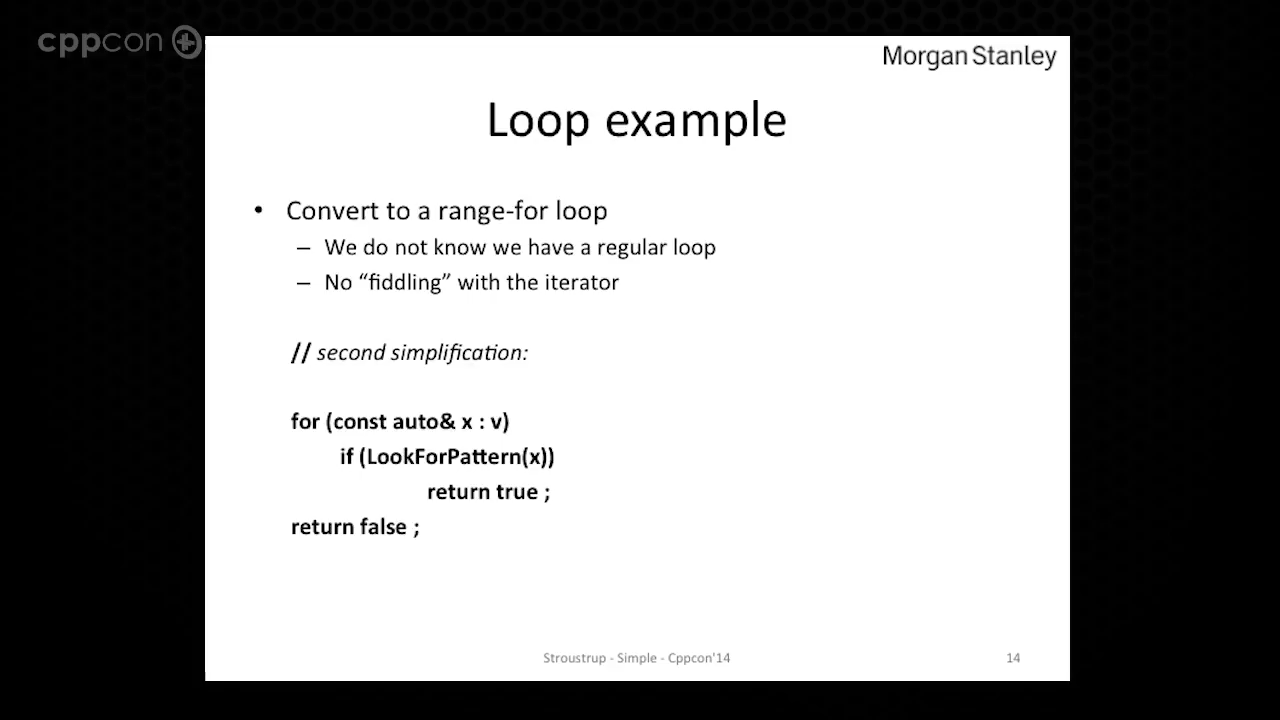 cppcon
Morgan Stanley
Loop example
• Convert to a range-for loop
– We do not know we have a regular loop
– No “fiddling” with the iterator
// second simplification:
for (const auto& x : v)
if (LookForPattern(x))
return true ;
return false ;
Stroustrup - Simple - Cppcon'14
14